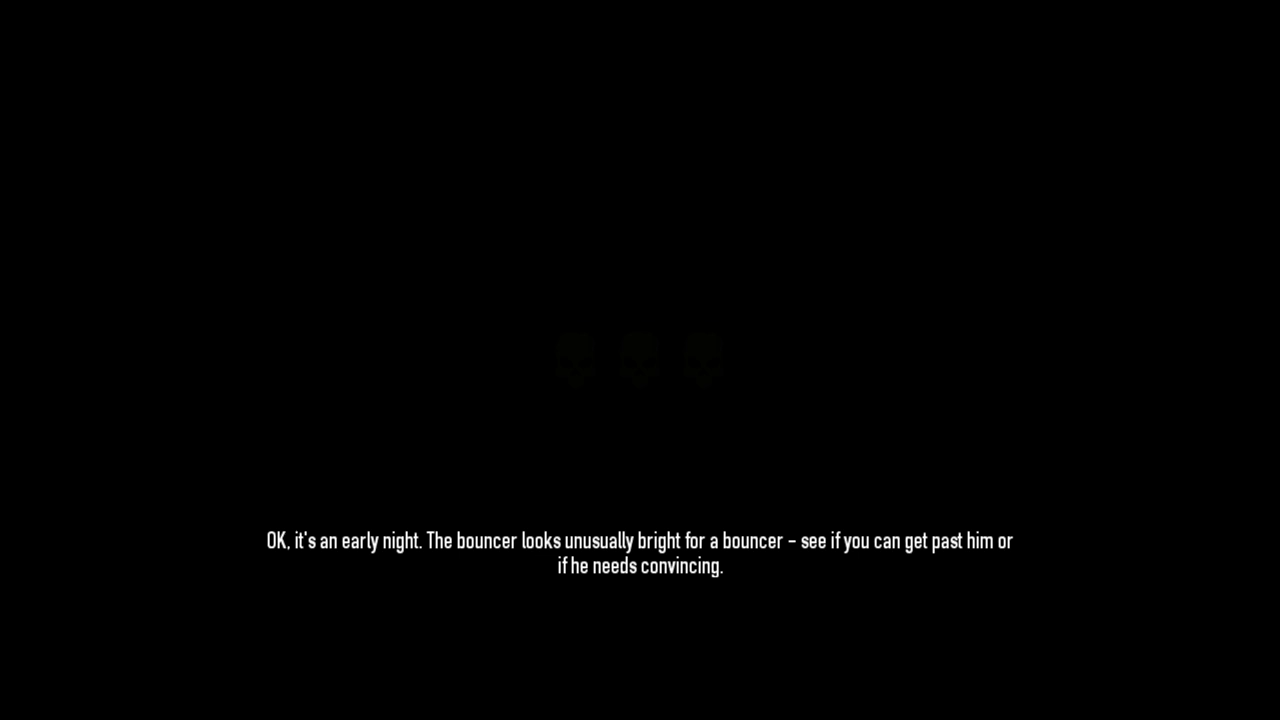 OK, it's an early night. The bouncer looks unusually bright for a bouncer - see if you can get past him or
if he needs convincing.